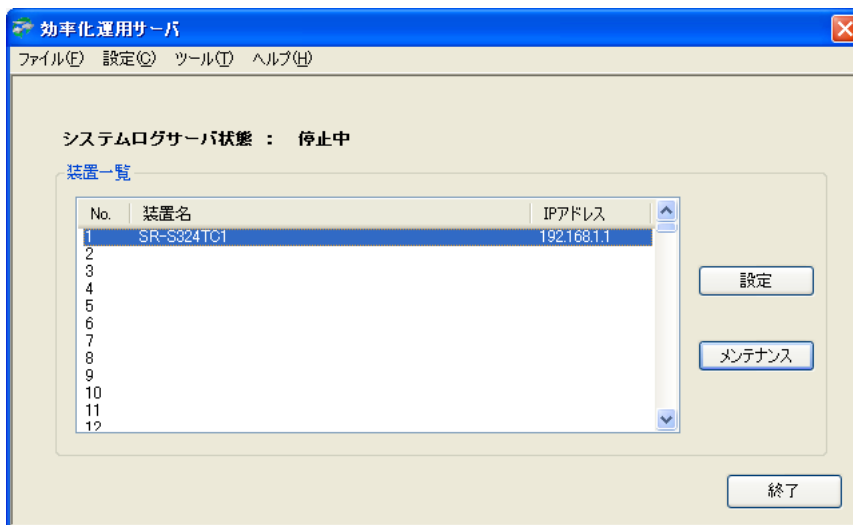 効率化運用サーバ
ファイル(F) 設定(C) ツール(T) ヘルプ(H)
システムログサーバ状態 : 停止中
装置一覧
No. 装置名 IPアドレス
1 SR-S324TC1 192.168.1.1
2
3
4
5
6
7
8
9
10
11
12
設定
メンテナンス
終了